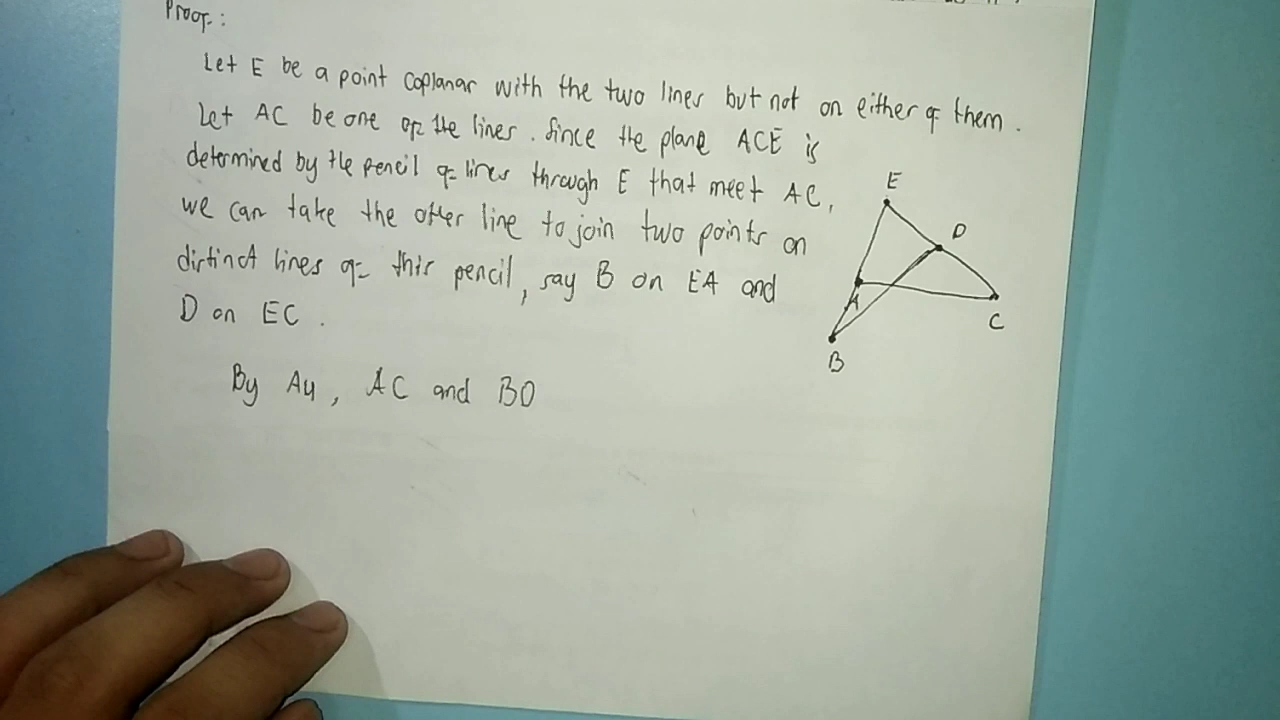 Proof:
Let E be a point coplanar with the two lines but not on either of them.
Let AC be one of the lines. Since the plane ACE is
determined by the pencil of lines through E that meet AC,
we can take the other line to join two points on
distinct lines of this pencil, say B on EA and
D on EC.
By A4, AC and BD
E
D
A
C
B